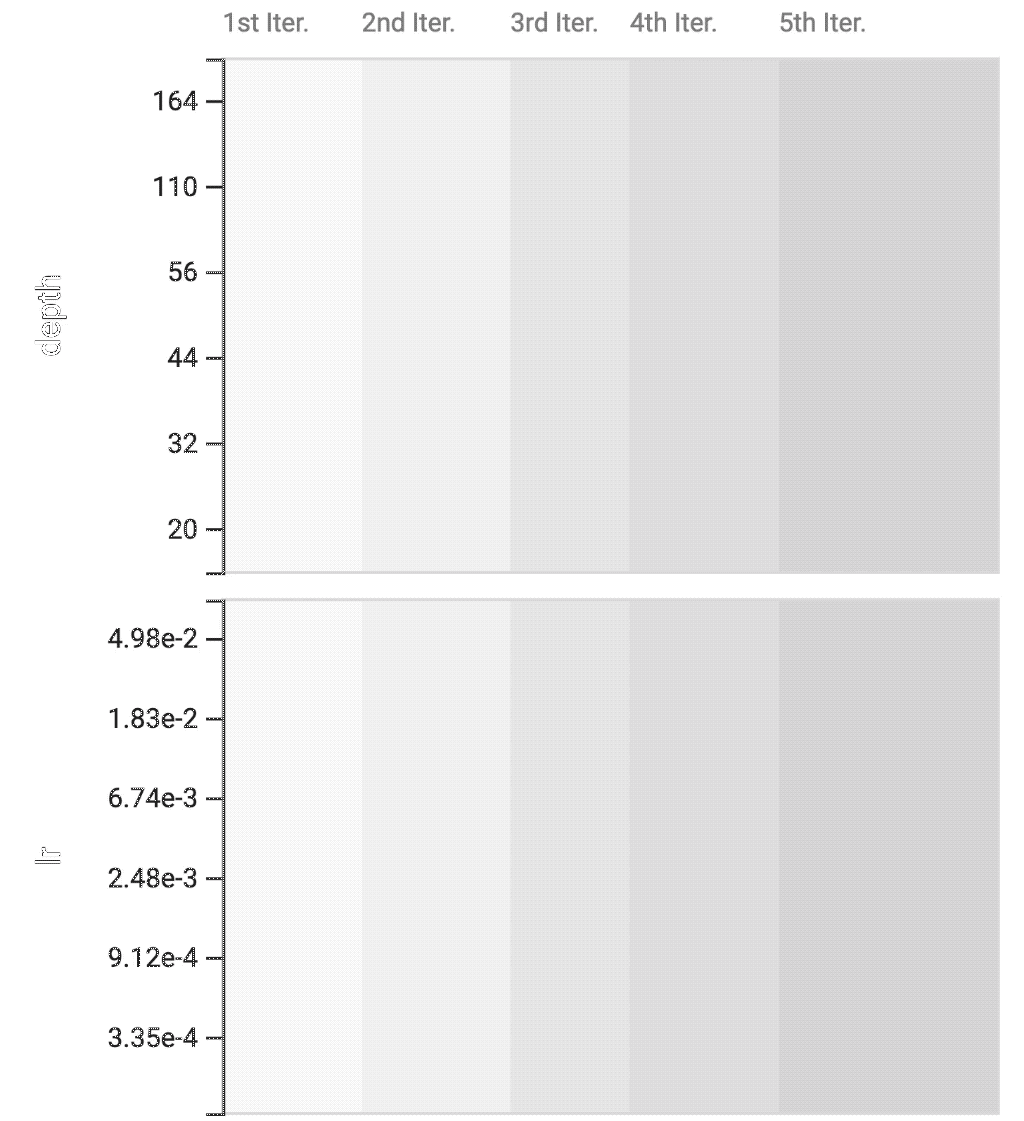 1st Iter. 2nd Iter. 3rd Iter. 4th Iter. 5th Iter.
depth
164
110
56
44
32
20
lr
4.98e-2
1.83e-2
6.74e-3
2.48e-3
9.12e-4
3.35e-4